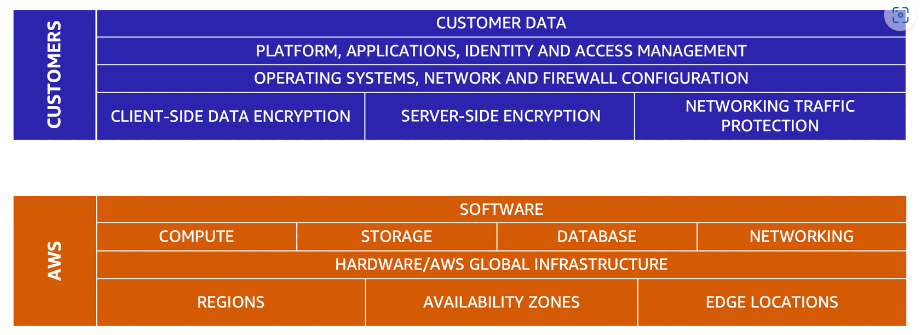 CUSTOMERS
CUSTOMER DATA
PLATFORM, APPLICATIONS, IDENTITY AND ACCESS MANAGEMENT
OPERATING SYSTEMS, NETWORK AND FIREWALL CONFIGURATION
CLIENT-SIDE DATA ENCRYPTION
SERVER-SIDE ENCRYPTION
NETWORKING TRAFFIC
PROTECTION
AWS
SOFTWARE
COMPUTE
STORAGE
DATABASE
NETWORKING
HARDWARE/AWS GLOBAL INFRASTRUCTURE
REGIONS
AVAILABILITY ZONES
EDGE LOCATIONS